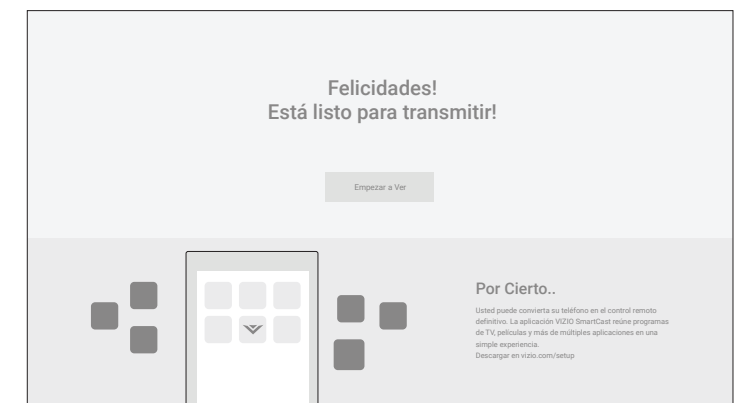 Felicidades!
Está listo para transmitir!
Empezar a Ver
Por Cierto..
Usted puede convierta su teléfono en el control remoto
definitivo. La aplicación VIZIO SmartCast reúne programas
de TV, películas y más de múltiples aplicaciones en una
simple experiencia.
Descargar en vizio.com/setup